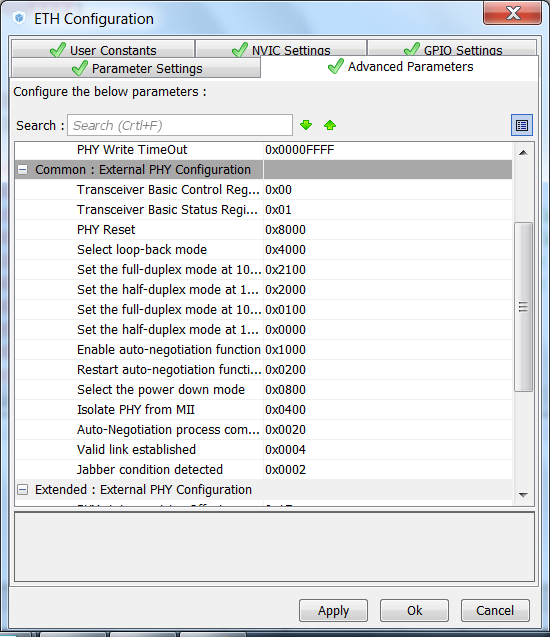 ETH Configuration
User Constants NVIC Settings GPIO Settings
Parameter Settings Advanced Parameters
Configure the below parameters :
Search : Search (Crtl+F)
PHY Write TimeOut 0x0000FFFF
Common : External PHY Configuration
Transceiver Basic Control Reg... 0x00
Transceiver Basic Status Regi... 0x01
PHY Reset 0x8000
Select loop-back mode 0x4000
Set the full-duplex mode at 10... 0x2100
Set the half-duplex mode at 1... 0x2000
Set the full-duplex mode at 10... 0x0100
Set the half-duplex mode at 1... 0x0000
Enable auto-negotiation function 0x1000
Restart auto-negotiation func... 0x0200
Select the power down mode 0x0800
Isolate PHY from MII 0x0400
Auto-Negotiation process com... 0x0020
Valid link established 0x0004
Jabber condition detected 0x0002
Extended : External PHY Configuration
Apply Ok Cancel